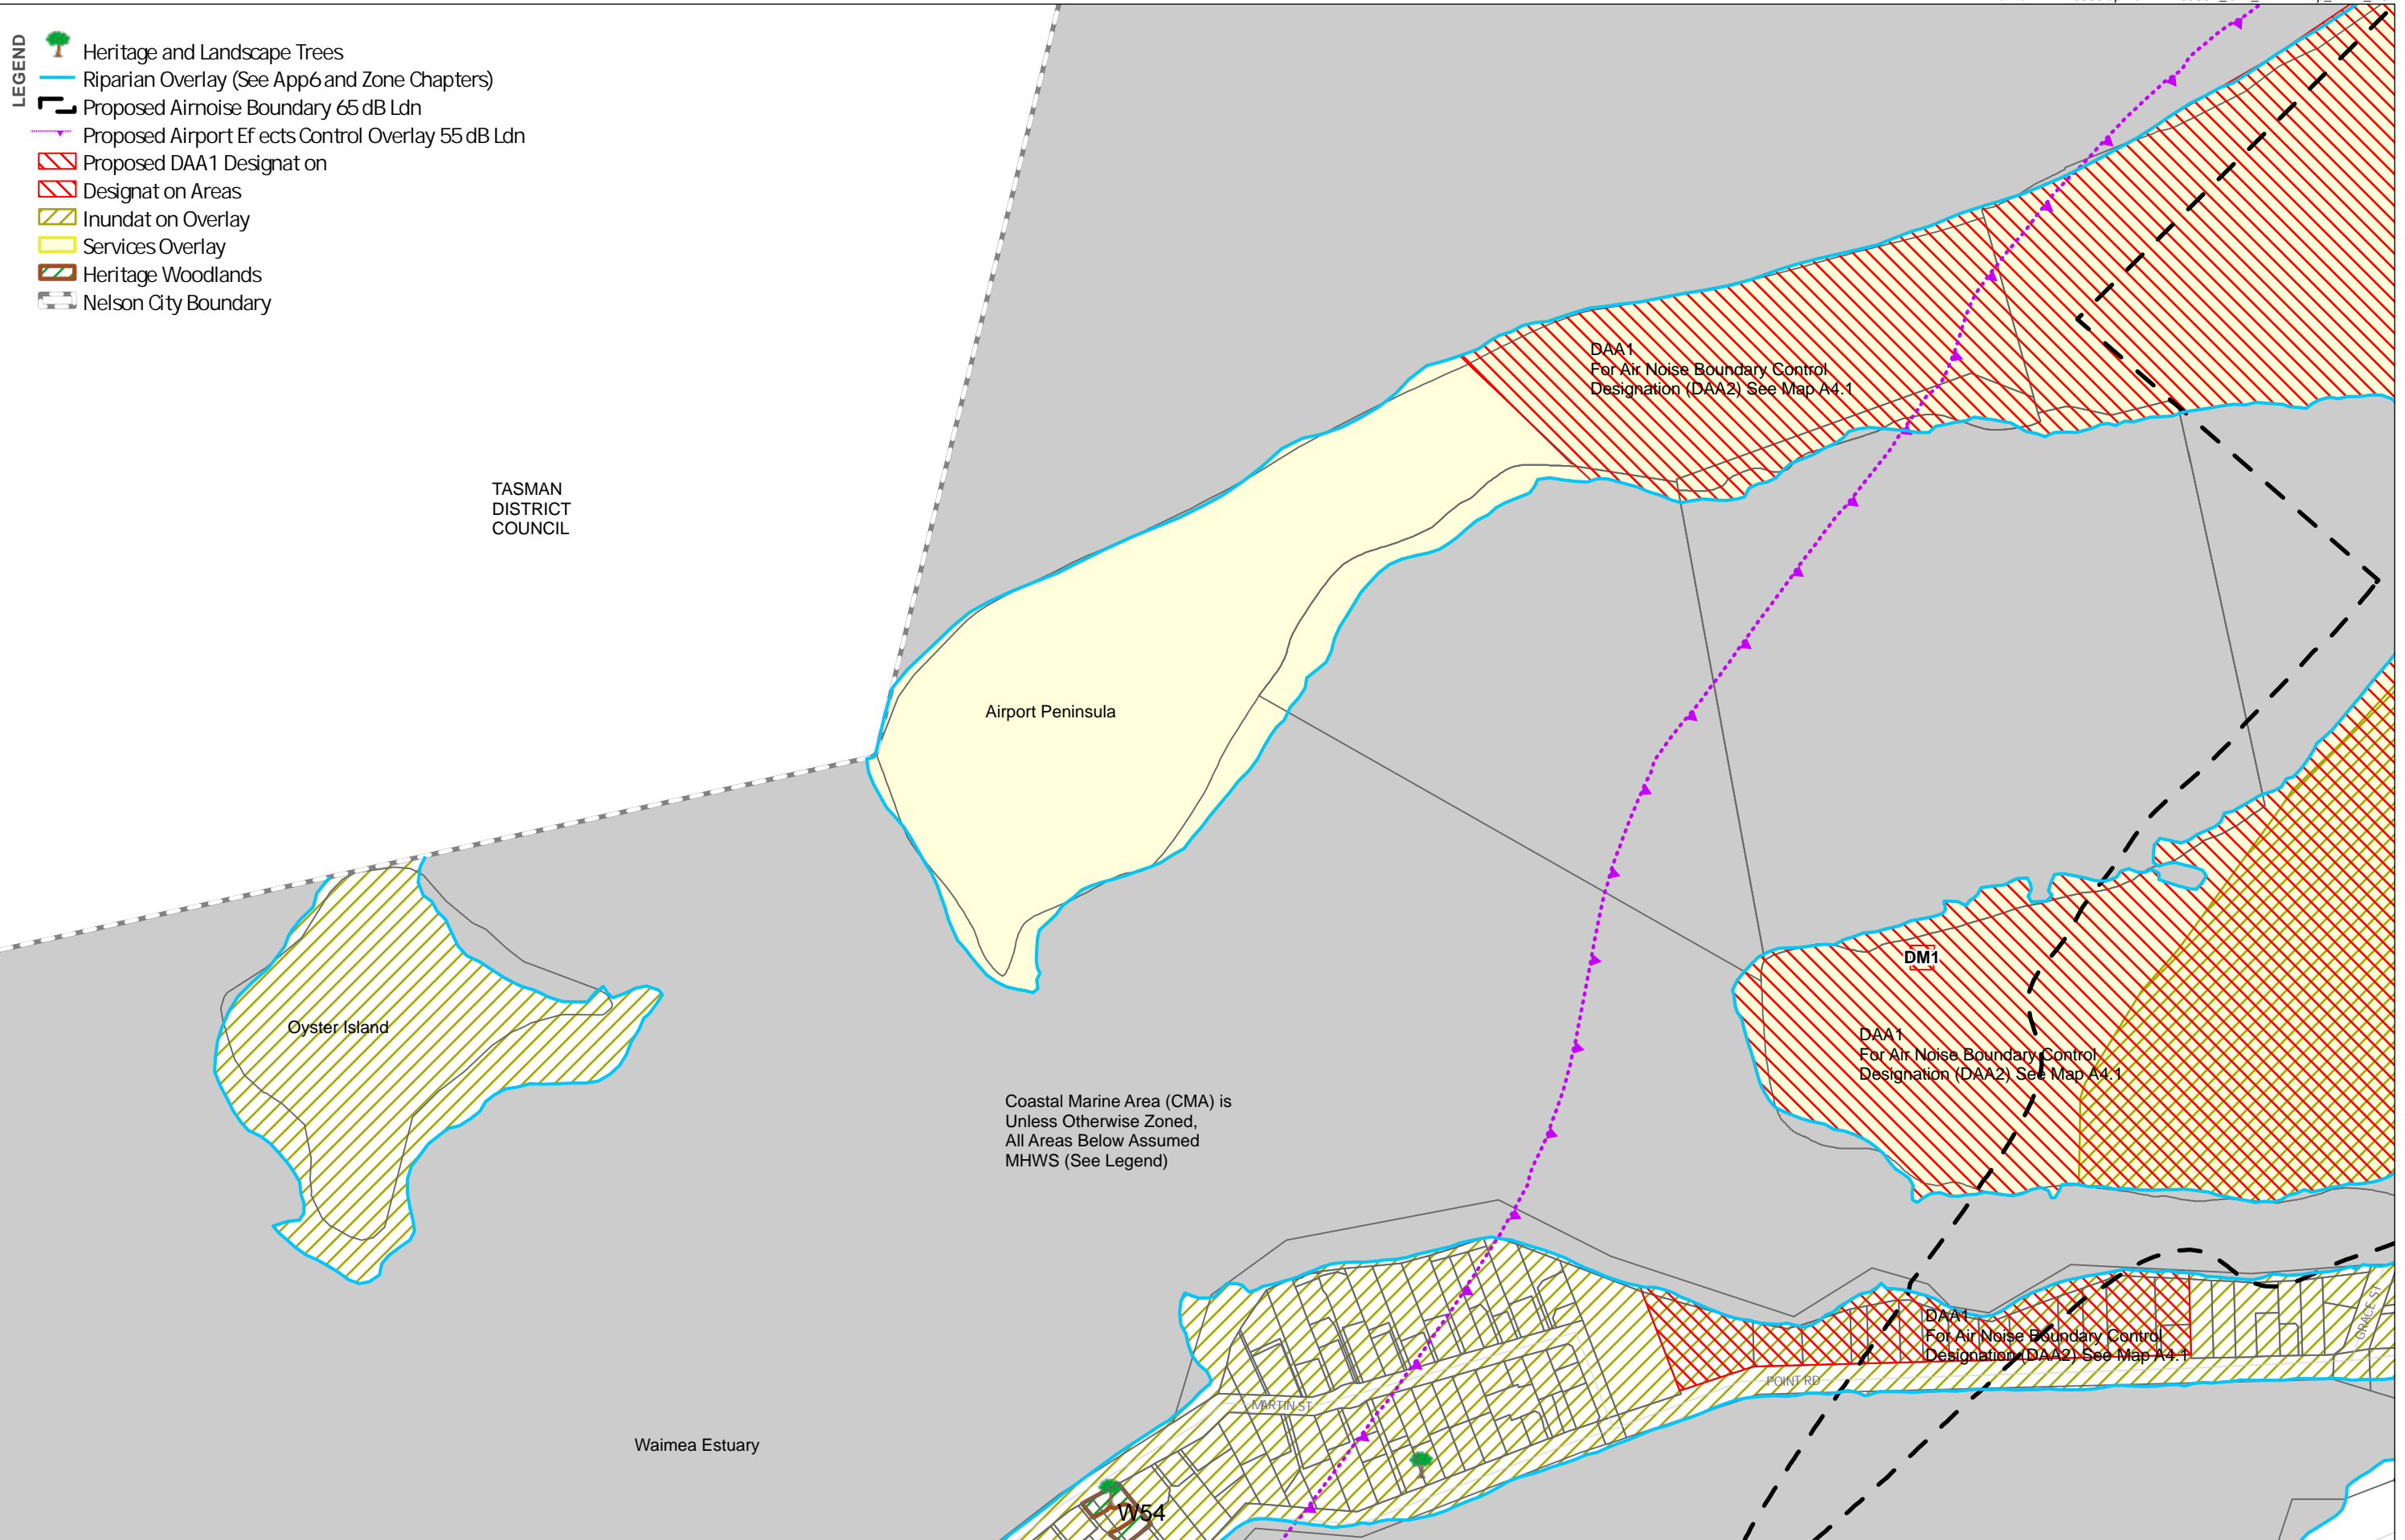 LEGEND
Heritage and Landscape Trees
Riparian Overlay (See App6 and Zone Chapters)
Proposed Airnoise Boundary 65 dB Ldn
Proposed Airport Ef ects Control Overlay 55 dB Ldn
Proposed DAA1 Designat on
Designat on Areas
Inundat on Overlay
Services Overlay
Heritage Woodlands
Nelson City Boundary
DAA1
For Air Noise Boundary Control
Designation (DAA2) See Map A4.1
TASMAN
DISTRICT
COUNCIL
Airport Peninsula
DM1
Oyster Island
DAA1
For Air Noise Boundary Control
Designation (DAA2) See Map A4.1
Coastal Marine Area (CMA) is
Unless Otherwise Zoned,
All Areas Below Assumed
MHWS (See Legend)
DAA1
For Air Noise Boundary Control
Designation(DAA2) See Map A4.1
GRACE ST
POINT RD
MARTIN ST
Waimea Estuary
W54